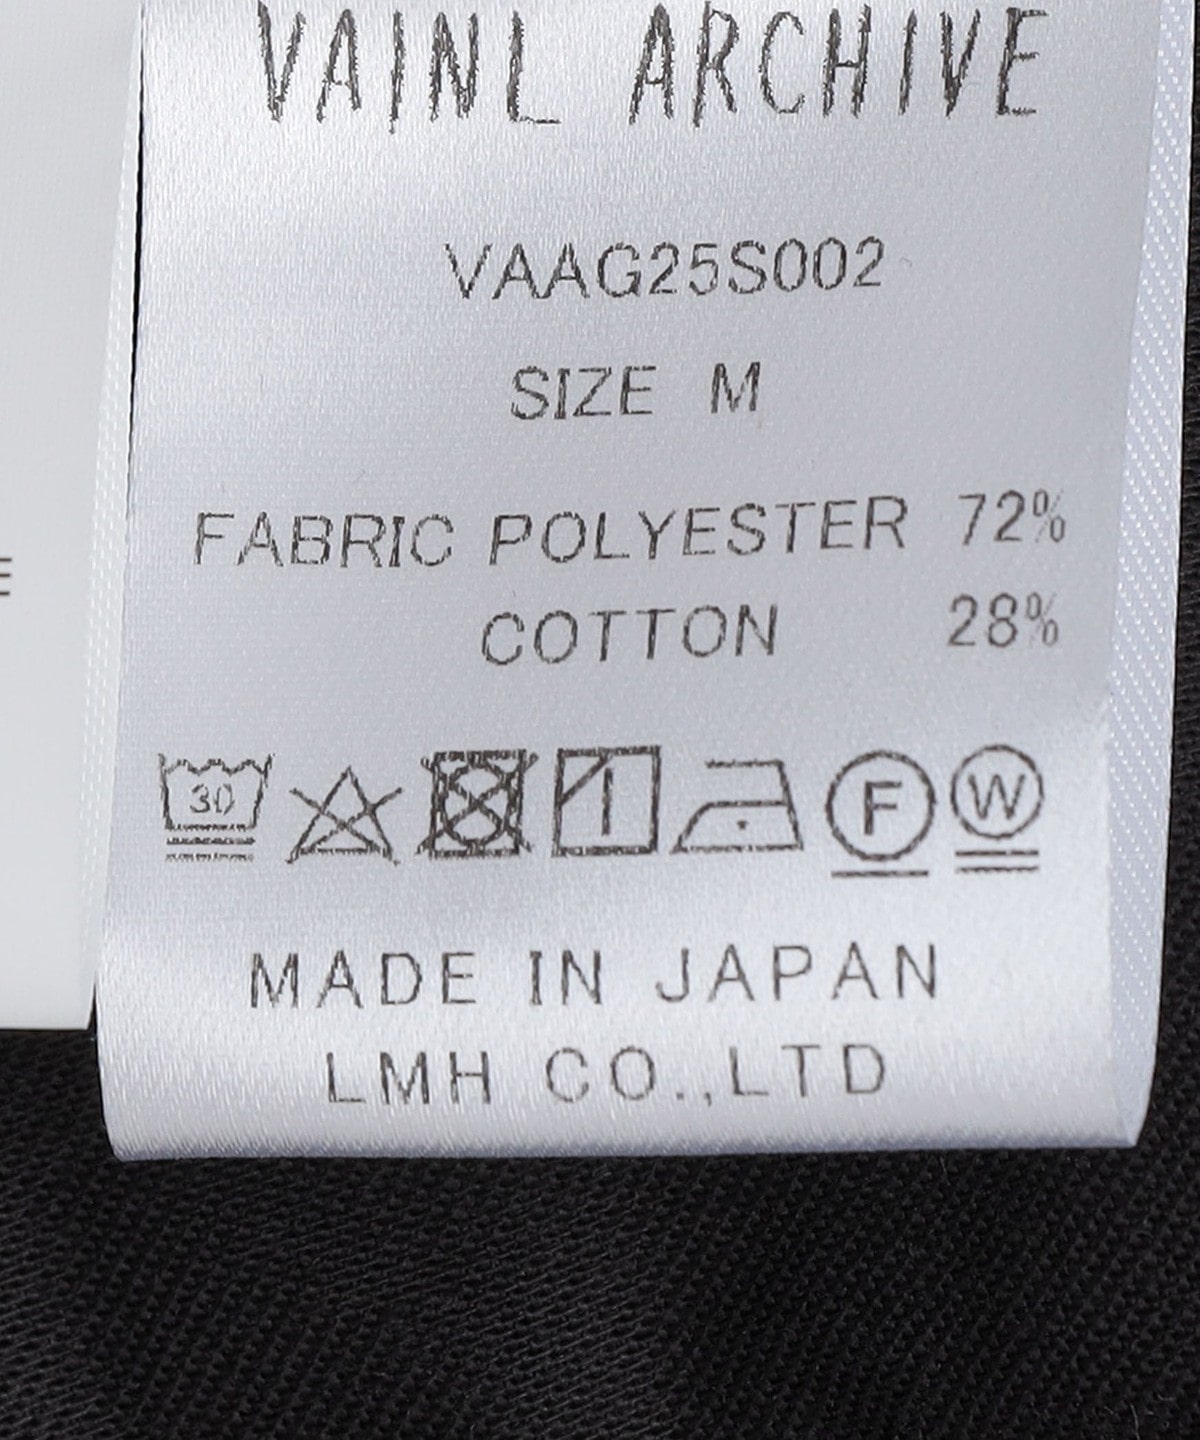 VAINL ARCHIVE
VAAG25S002
SIZE M
FABRIC POLYESTER 72%
COTTON 28%
30 F W
MADE IN JAPAN
LMH CO.,LTD